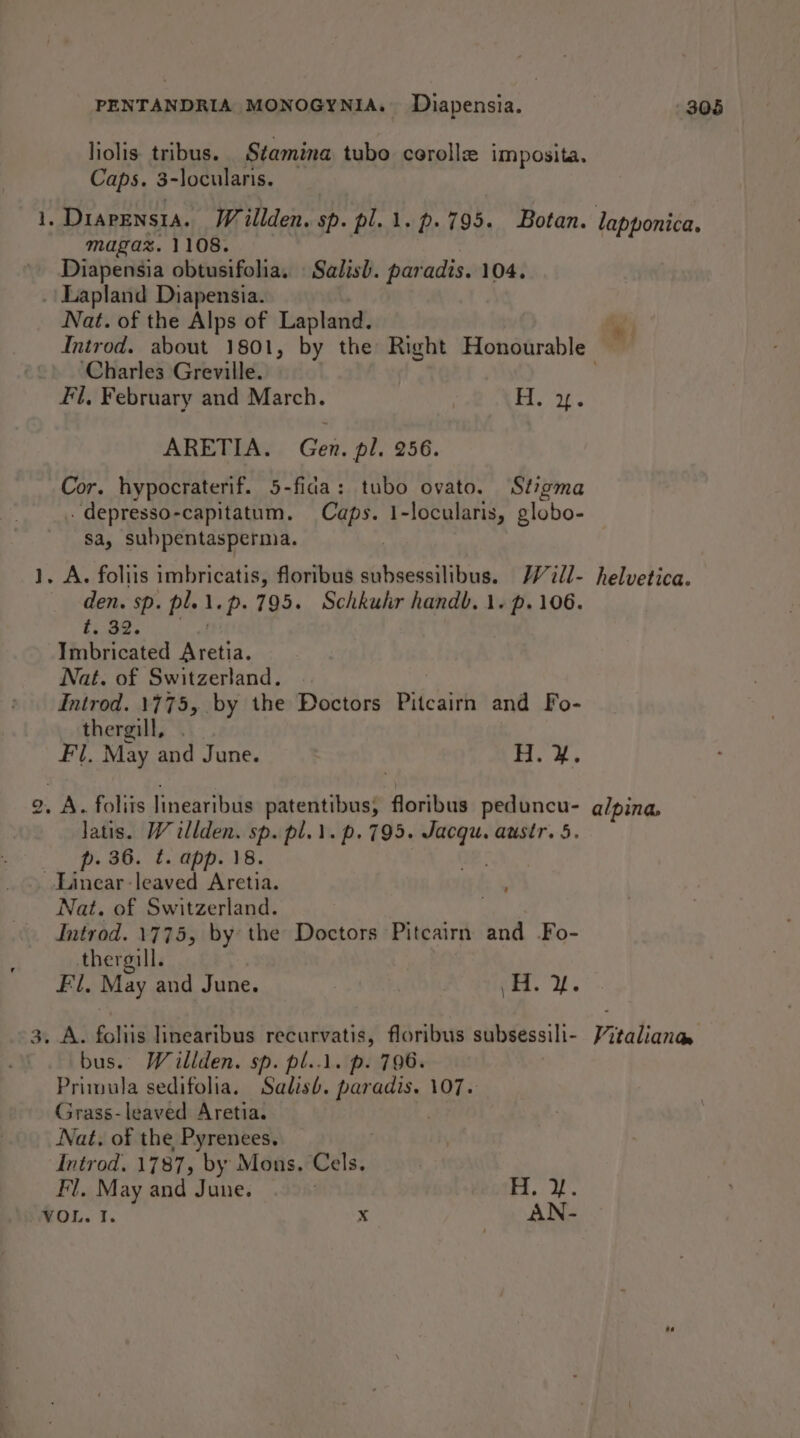 PENTANDRIA MONOGYNIA. Diapensia. 305
liolis tribus. Stamina tubo corollæ imposita.
Caps. 3-locularis.
1. DIAPENSIA. Willden. sp. pl. 1. p. 795. Botan. lapponica.
magaz. 1108.
Diapensia obtusifolia. Salisb. paradis. 104.
Lapland Diapensia.
Nat. of the Alps of Lapland.
Introd. about 1801, by the Right Honourable
Charles Greville.
Fl. February and March. H. ♃.
ARETIA. Gen. pl. 256.
Cor. hypocraterif. 5-fida: tubo ovato. Stigma
depresso-capitatum. Caps. 1-locularis, globo-
sa, subpentasperma.
1. A. foliis imbricatis, floribus subsessilibus. Will- helvetica.
den. sp. pl. 1. p. 795. Schkuhr handb. 1. p. 106.
t. 32.
Imbricated Aretia.
Nat. of Switzerland.
Introd. 1775, by the Doctors Pitcairn and Fo-
thergill.
Fl. May and June. H. ♃.
2. A. foliis linearibus patentibus, floribus peduncu- alpina.
latis. Willden. sp. pl. 1. p. 795. Jacqu. austr. 5.
p. 36. t. app. 18.
Linear-leaved Aretia.
Nat. of Switzerland.
Introd. 1775, by the Doctors Pitcairn and Fo-
thergill.
Fl. May and June. H. ♃.
3. A. foliis linearibus recurvatis, floribus subsessili- Vitaliana.
bus. Willden. sp. pl. 1. p. 796.
Primula sedifolia. Salisb. paradis. 107.
Grass-leaved Aretia.
Nat. of the Pyrenees.
Introd. 1787, by Mons. Cels.
Fl. May and June. H. ♃.
VOL. I. X AN-